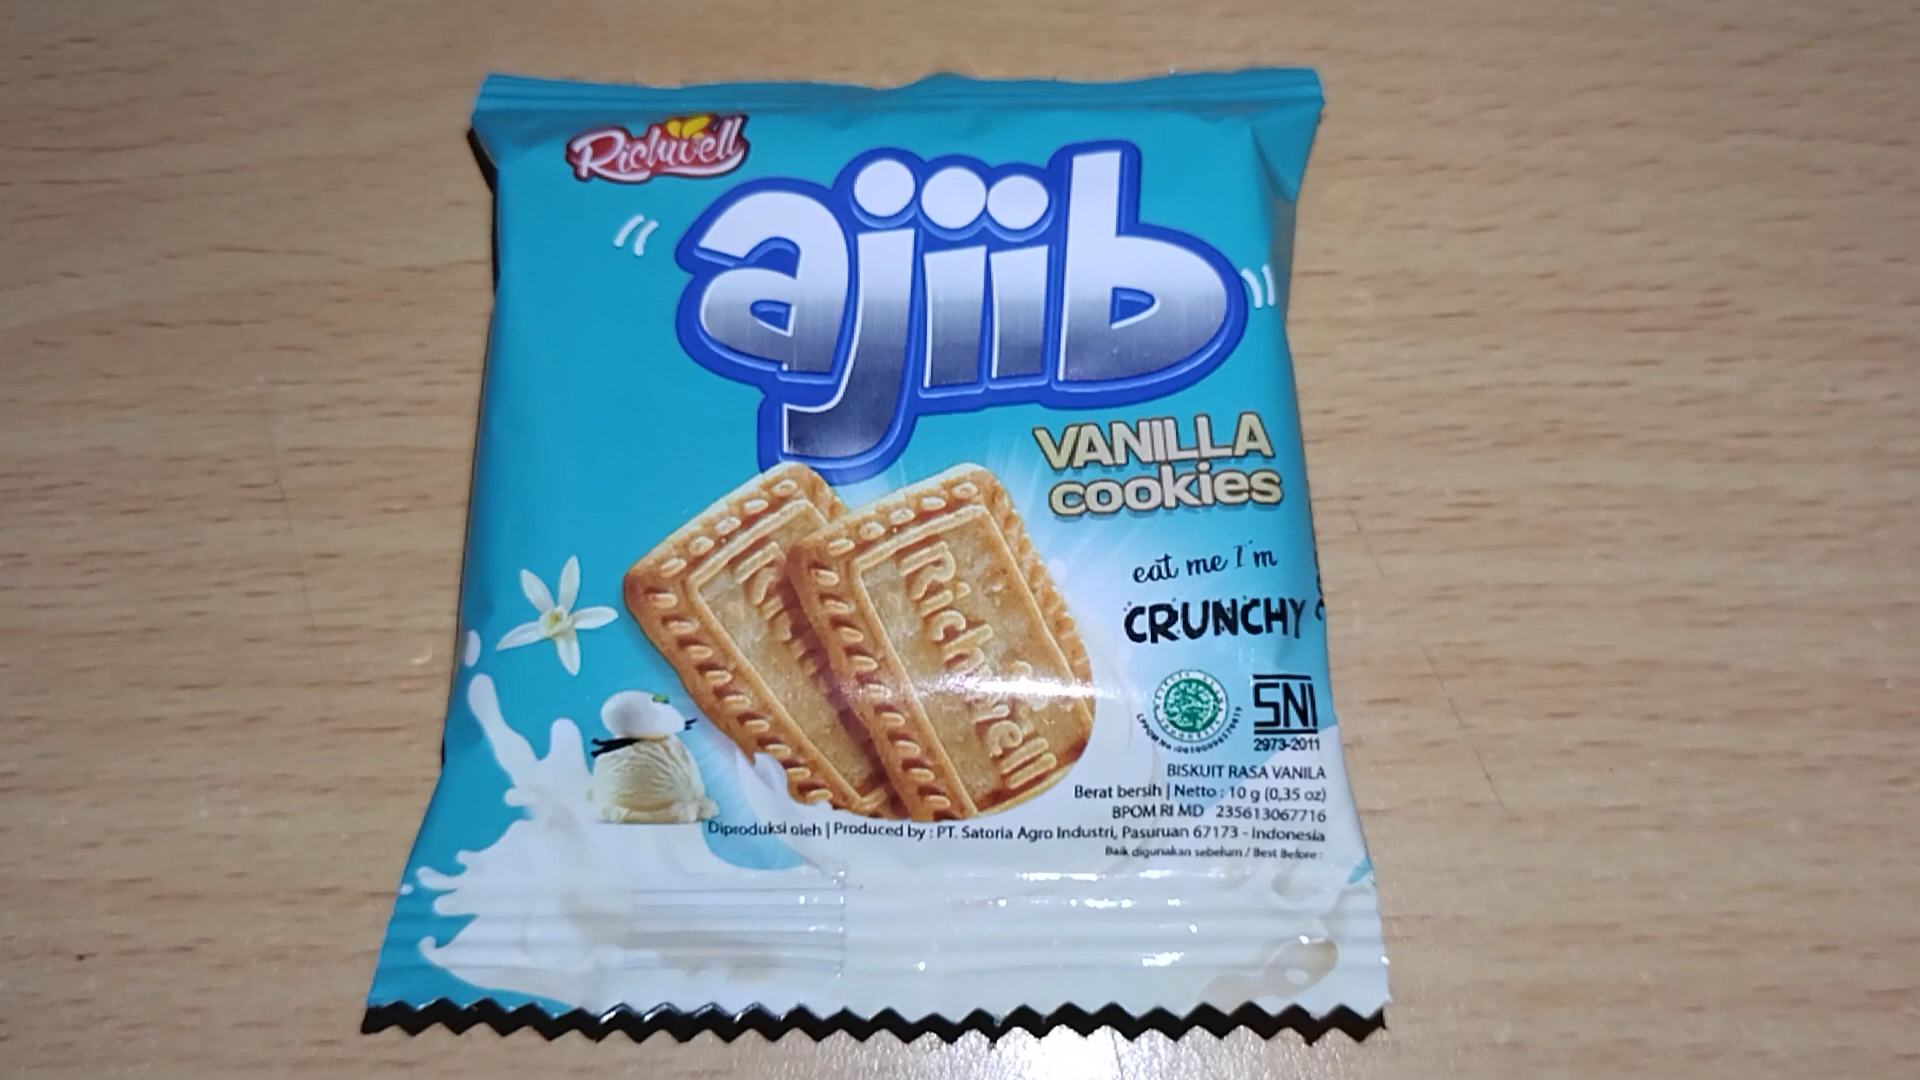 Richwell
ajiib
VANILLA
cookies
eat me I'm
CRUNCHY
Richwell
SNI
2973-2011
BISKUIT RASA VANILA
Berat bersih | Netto : 10 g (0,35 oz)
BPOM RI MD 235613067716
Diproduksi oleh | Produced by : PT. Satoria Agro Industri, Pasuruan 67173 - Indonesia
Baik digunakan sebelum / Best Before :